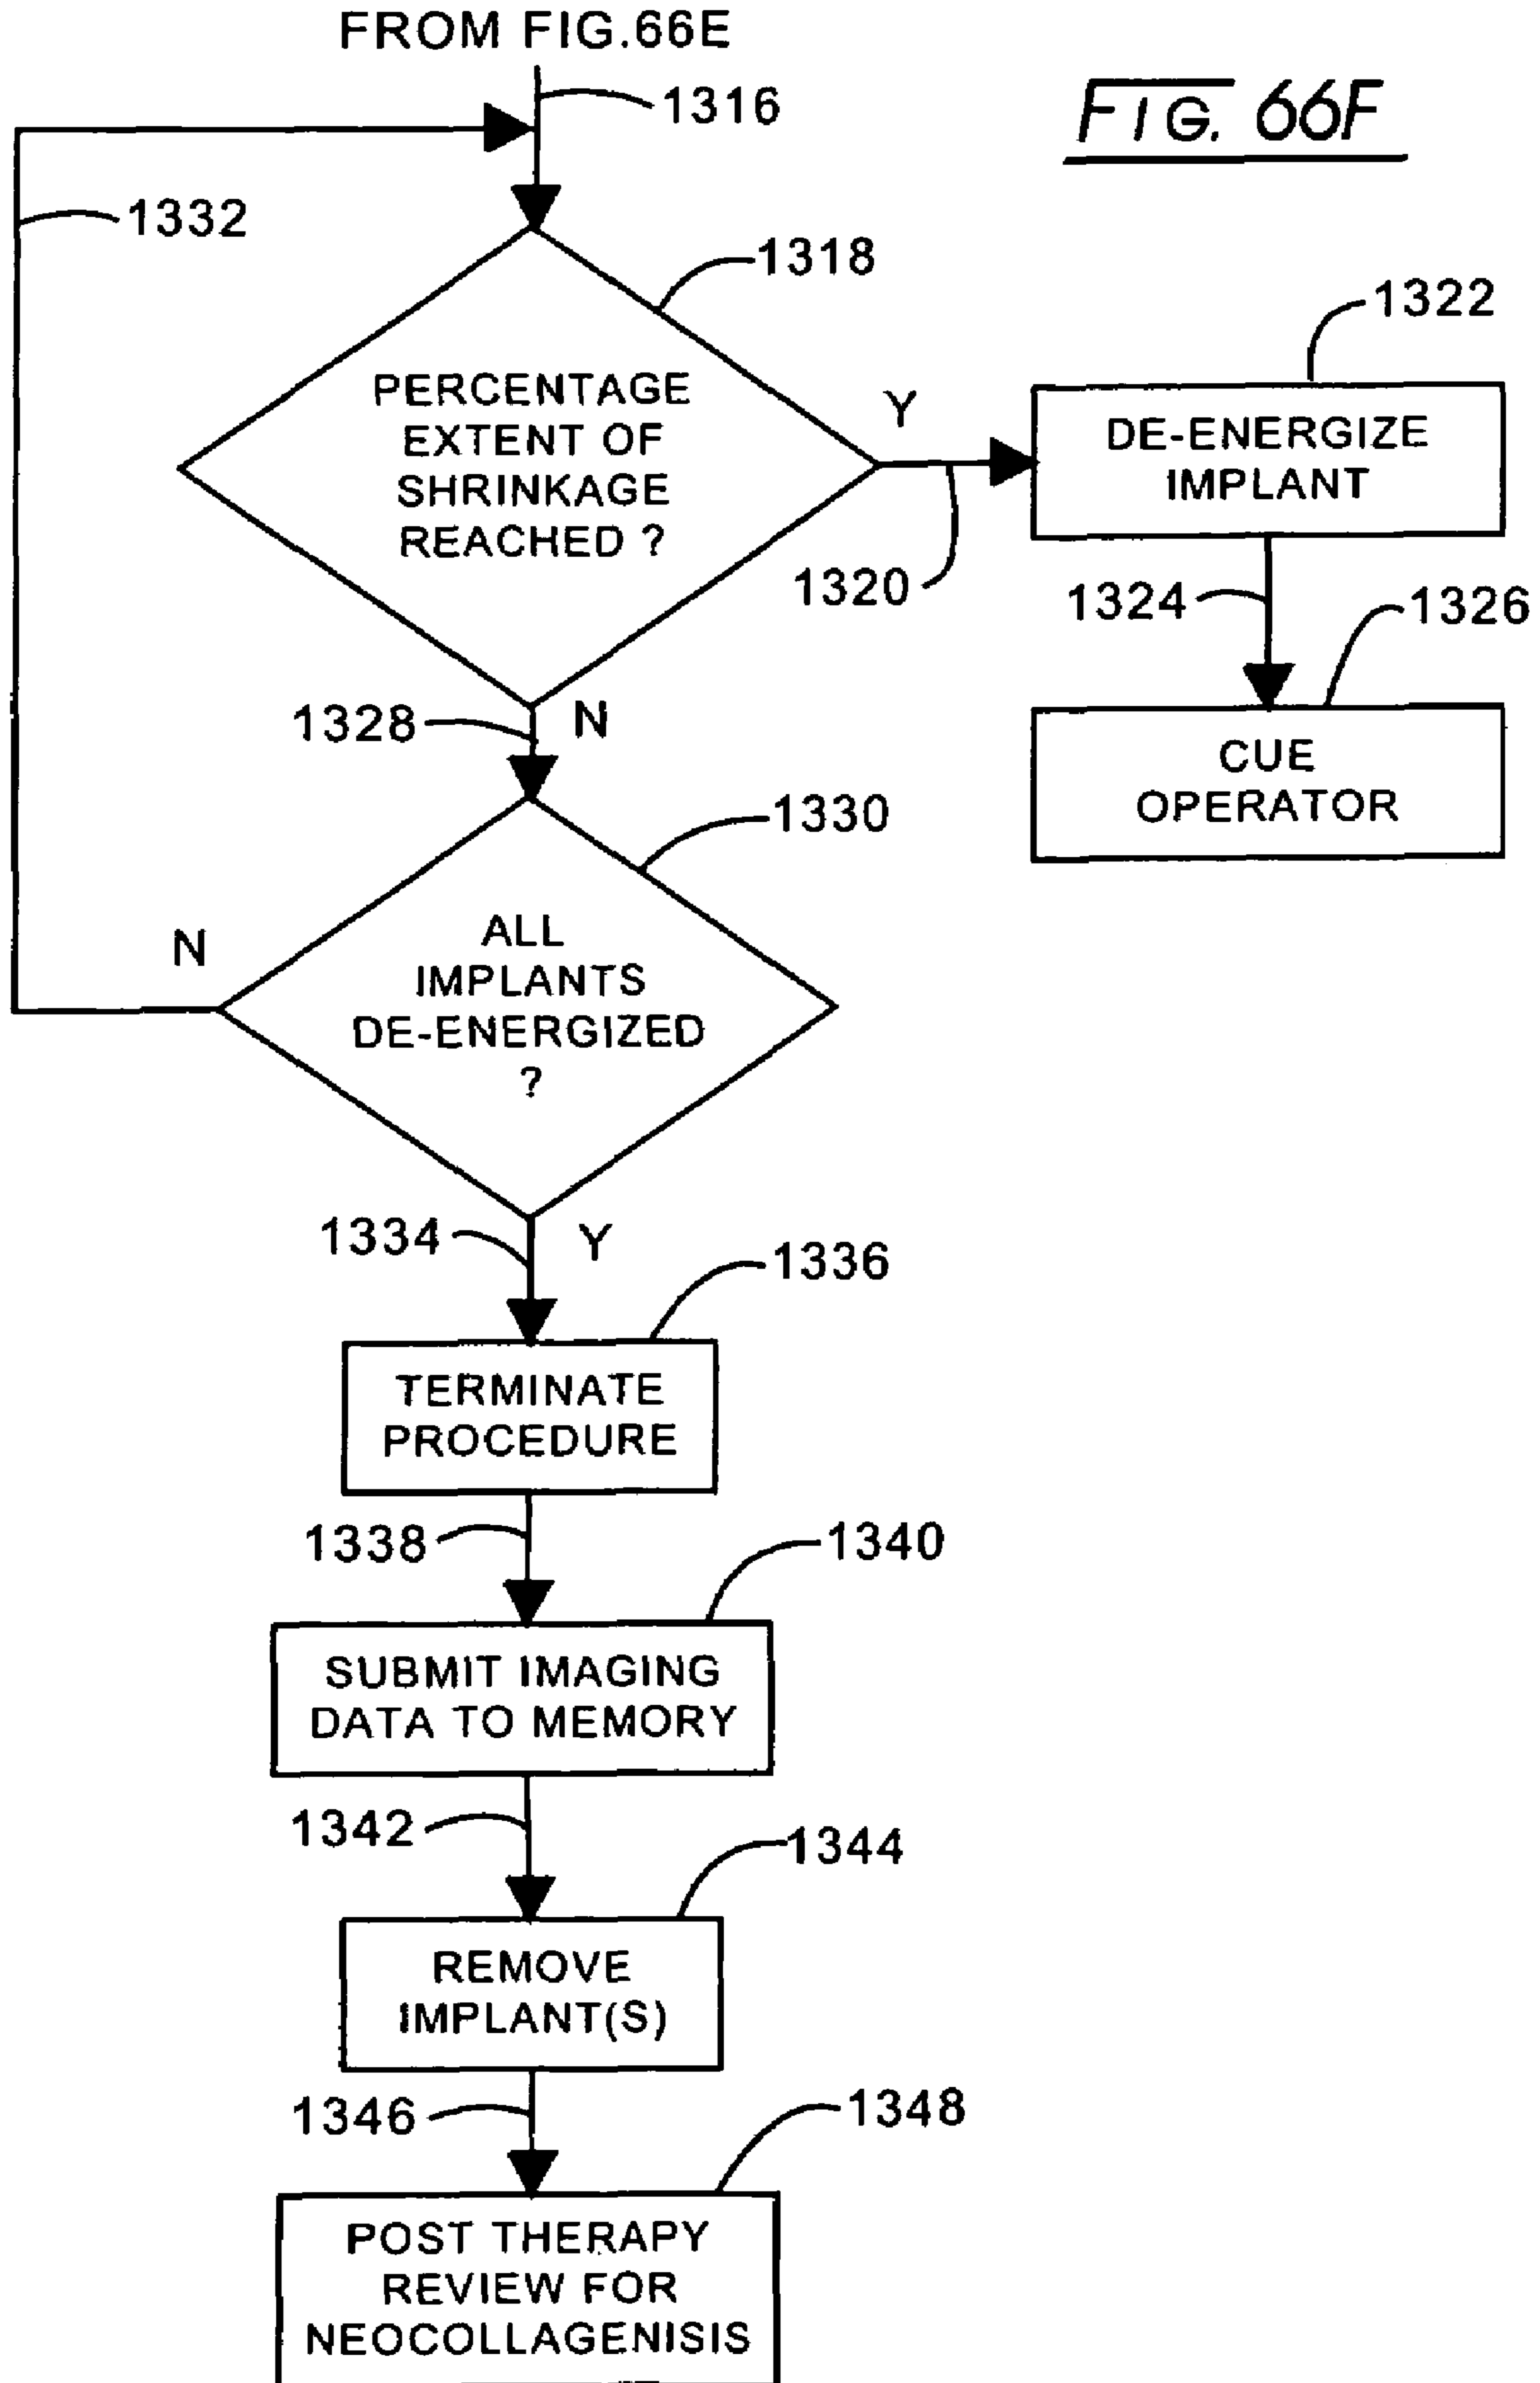 FROM FIG.66E
FIG. 66F
1316
1332
1318
PERCENTAGE
EXTENT OF
SHRINKAGE
REACHED ?
Y
1320
1322
DE-ENERGIZE
IMPLANT
1324
1326
CUE
OPERATOR
1328
N
1330
ALL
IMPLANTS
DE-ENERGIZED
?
N
1334
Y
1336
TERMINATE
PROCEDURE
1338
1340
SUBMIT IMAGING
DATA TO MEMORY
1342
1344
REMOVE
IMPLANT(S)
1346
1348
POST THERAPY
REVIEW FOR
NEOCOLLAGENISIS